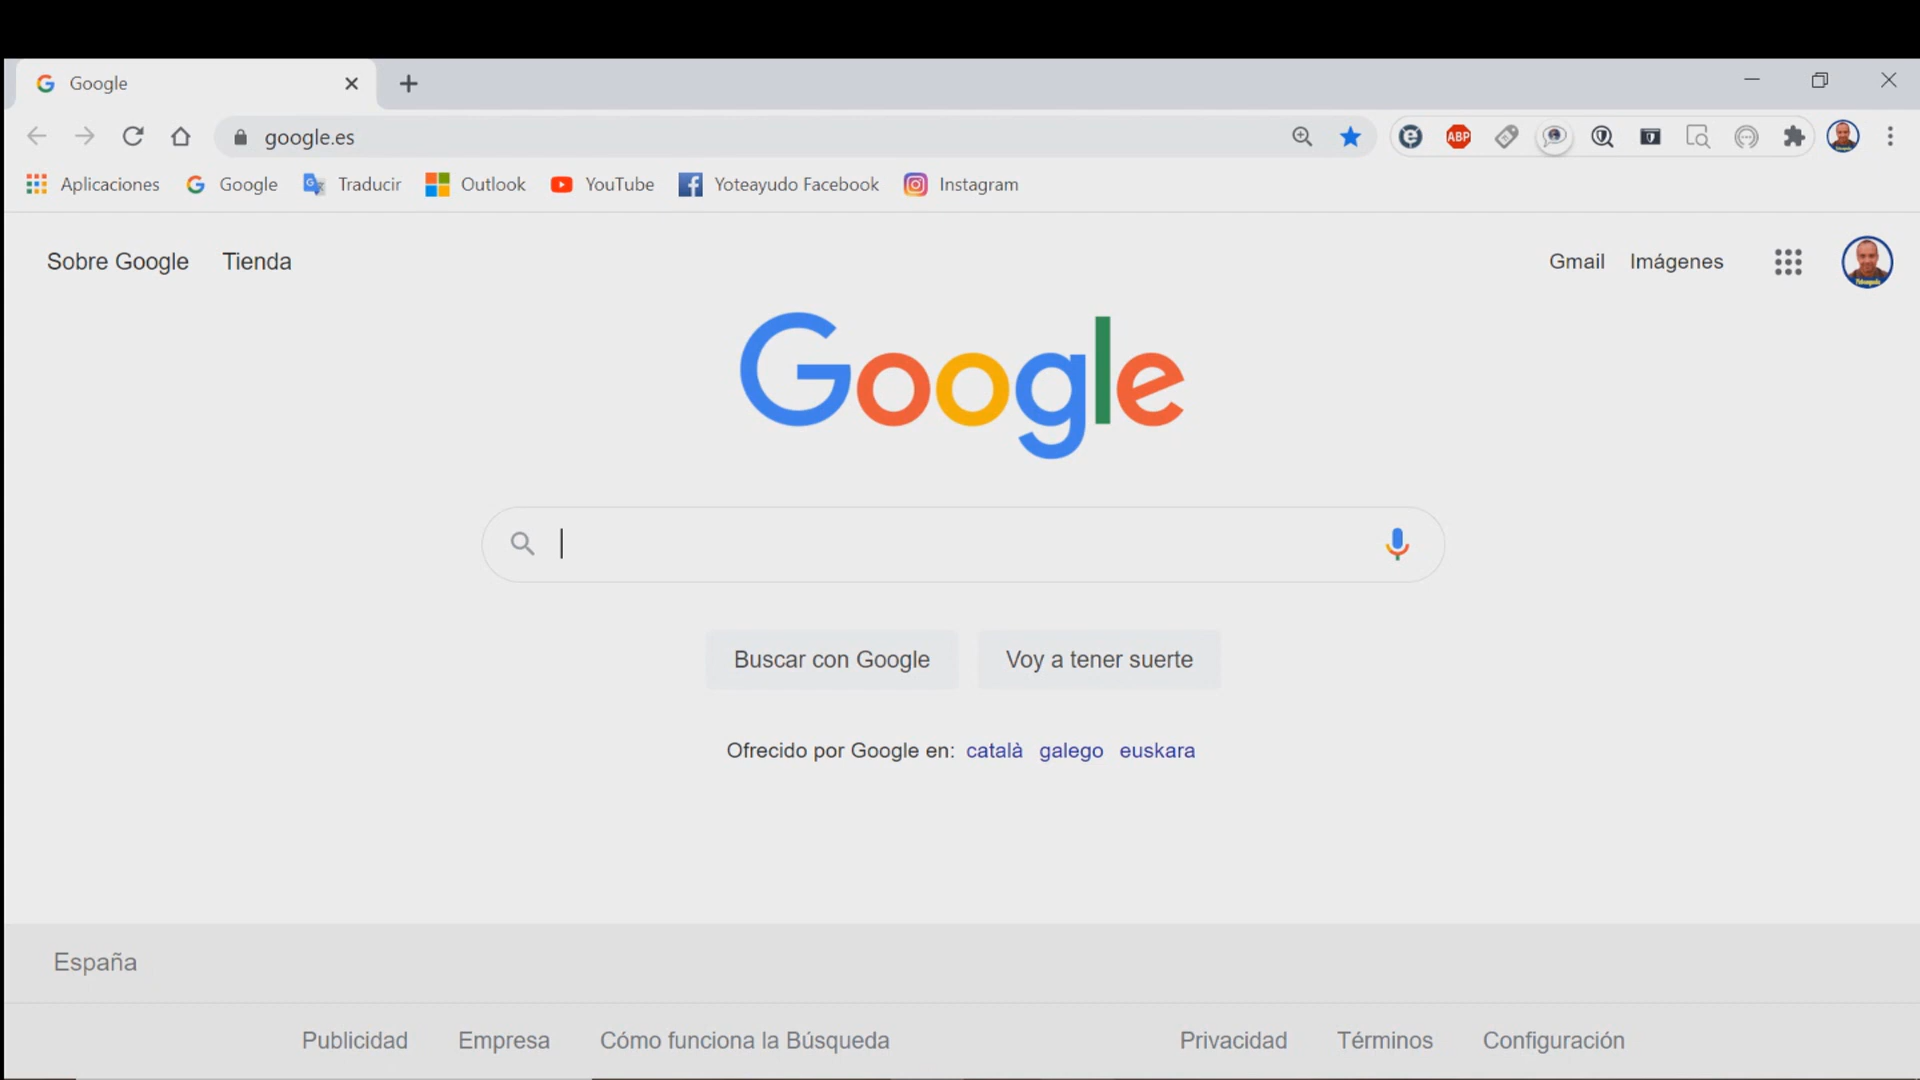 Google
google.es
ABP
Aplicaciones Google Traducir Outlook YouTube Yoteayudo Facebook Instagram
Sobre Google Tienda Gmail Imágenes
Google
Buscar con Google Voy a tener suerte
Ofrecido por Google en: català galego euskara
España
Publicidad Empresa Cómo funciona la Búsqueda Privacidad Términos Configuración